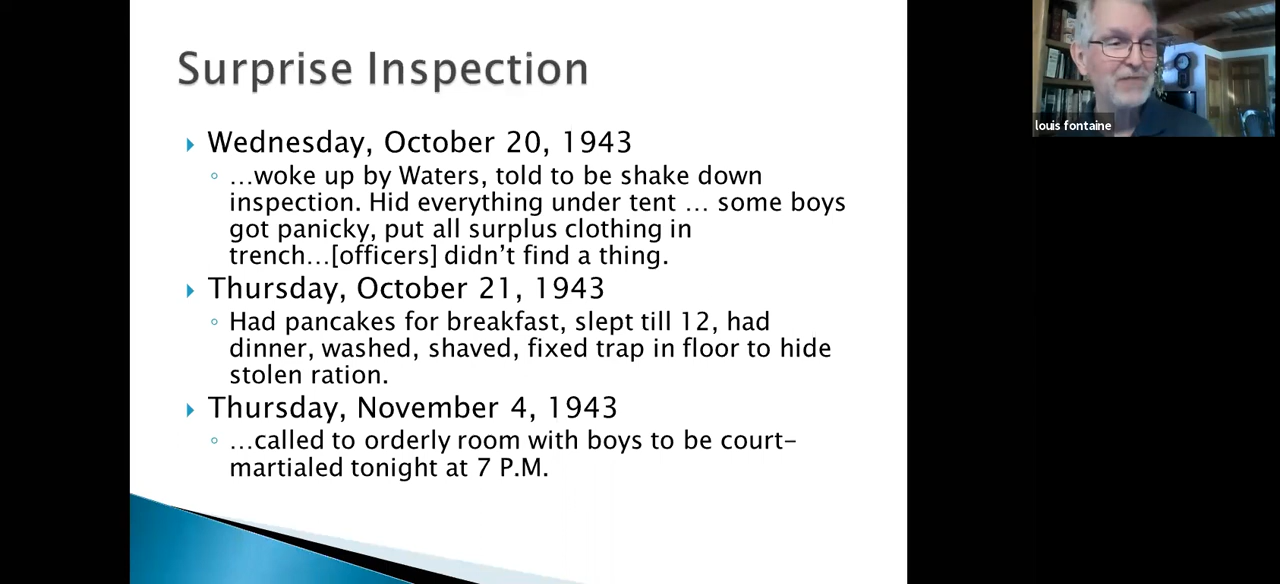 Surprise Inspection
Wednesday, October 20, 1943
…woke up by Waters, told to be shake down
inspection. Hid everything under tent … some boys
got panicky, put all surplus clothing in
trench…[officers] didn’t find a thing.
Thursday, October 21, 1943
Had pancakes for breakfast, slept till 12, had
dinner, washed, shaved, fixed trap in floor to hide
stolen ration.
Thursday, November 4, 1943
…called to orderly room with boys to be court-
martialed tonight at 7 P.M.
louis fontaine